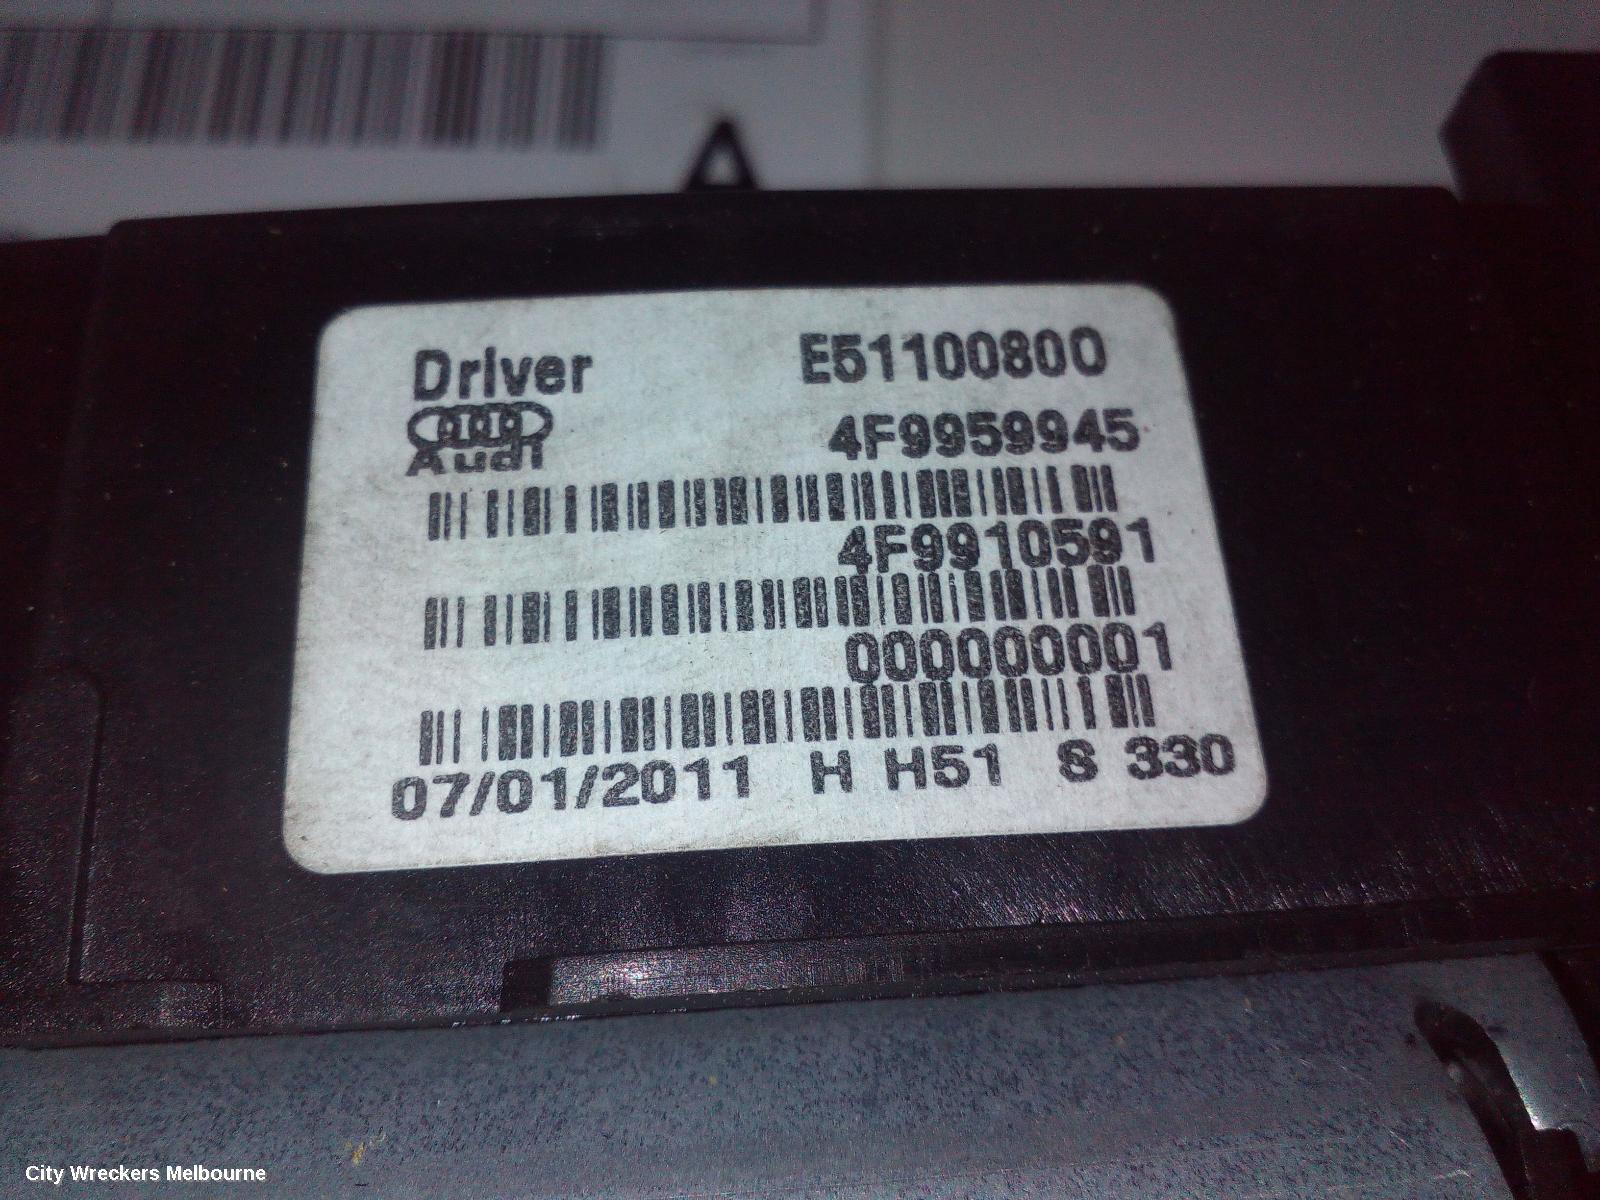 Driver E51100800
Audi 4F9959945
4F9910591
000000001
07/01/2011 H H51 S 330
City Wreckers Melbourne